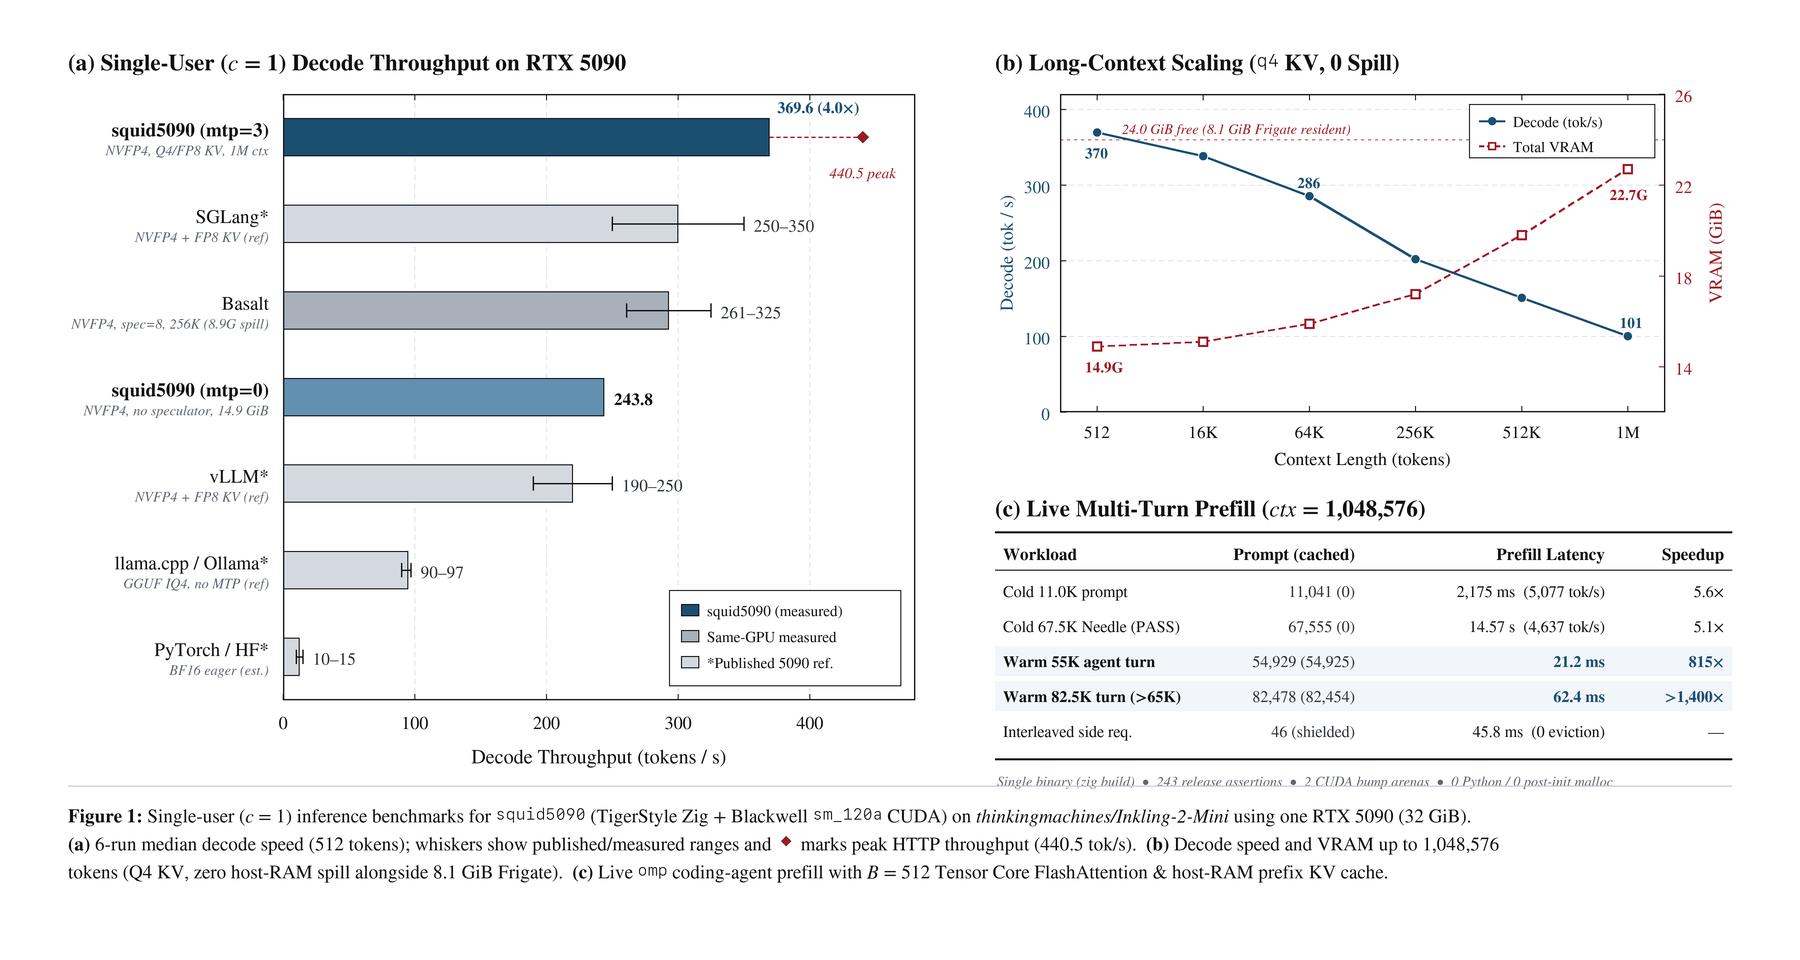 (a) Single-User (c = 1) Decode Throughput on RTX 5090
369.6 (4.0×)
squid5090 (mtp=3)
NVFP4, Q4/FP8 KV, 1M ctx
440.5 peak
SGLang*
NVFP4 + FP8 KV (ref)
250–350
Basalt
NVFP4, spec=8, 256K (8.9G spill)
261–325
squid5090 (mtp=0)
NVFP4, no speculator, 14.9 GiB
243.8
vLLM*
NVFP4 + FP8 KV (ref)
190–250
llama.cpp / Ollama*
GGUF IQ4, no MTP (ref)
90–97
PyTorch / HF*
BF16 eager (est.)
10–15
squid5090 (measured)
Same-GPU measured
*Published 5090 ref.
0 100 200 300 400
Decode Throughput (tokens / s)
(b) Long-Context Scaling (q4 KV, 0 Spill)
400
300
200
100
0
Decode (tok / s)
24.0 GiB free (8.1 GiB Frigate resident)
Decode (tok/s)
Total VRAM
370
286
101
14.9G
22.7G
26
22
18
14
VRAM (GiB)
512 16K 64K 256K 512K 1M
Context Length (tokens)
(c) Live Multi-Turn Prefill (ctx = 1,048,576)
Workload Prompt (cached) Prefill Latency Speedup
Cold 11.0K prompt 11,041 (0) 2,175 ms (5,077 tok/s) 5.6×
Cold 67.5K Needle (PASS) 67,555 (0) 14.57 s (4,637 tok/s) 5.1×
Warm 55K agent turn 54,929 (54,925) 21.2 ms 815×
Warm 82.5K turn (>65K) 82,478 (82,454) 62.4 ms >1,400×
Interleaved side req. 46 (shielded) 45.8 ms (0 eviction) —
Single binary (zig build) ● 243 release assertions ● 2 CUDA bump arenas ● 0 Python / 0 post-init malloc
Figure 1: Single-user (c = 1) inference benchmarks for squid5090 (TigerStyle Zig + Blackwell sm_120a CUDA) on thinkingmachines/Inkling-2-Mini using one RTX 5090 (32 GiB).
(a) 6-run median decode speed (512 tokens); whiskers show published/measured ranges and ◆ marks peak HTTP throughput (440.5 tok/s). (b) Decode speed and VRAM up to 1,048,576
tokens (Q4 KV, zero host-RAM spill alongside 8.1 GiB Frigate). (c) Live omp coding-agent prefill with B = 512 Tensor Core FlashAttention & host-RAM prefix KV cache.